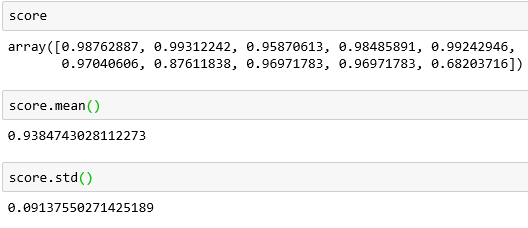 score
array([0.98762887, 0.99312242, 0.95870613, 0.98485891, 0.99242946,
0.97040606, 0.87611838, 0.96971783, 0.96971783, 0.68203716])
score.mean()
0.9384743028112273
score.std()
0.09137550271425189